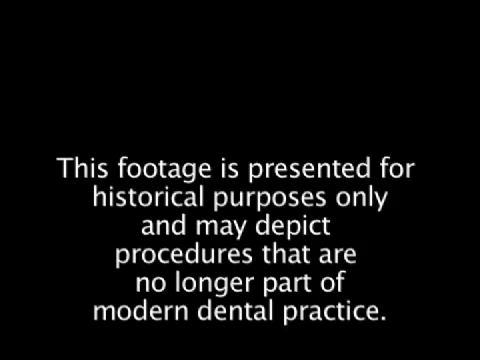 This footage is presented for
historical purposes only
and may depict
procedures that are
no longer part of
modern dental practice.